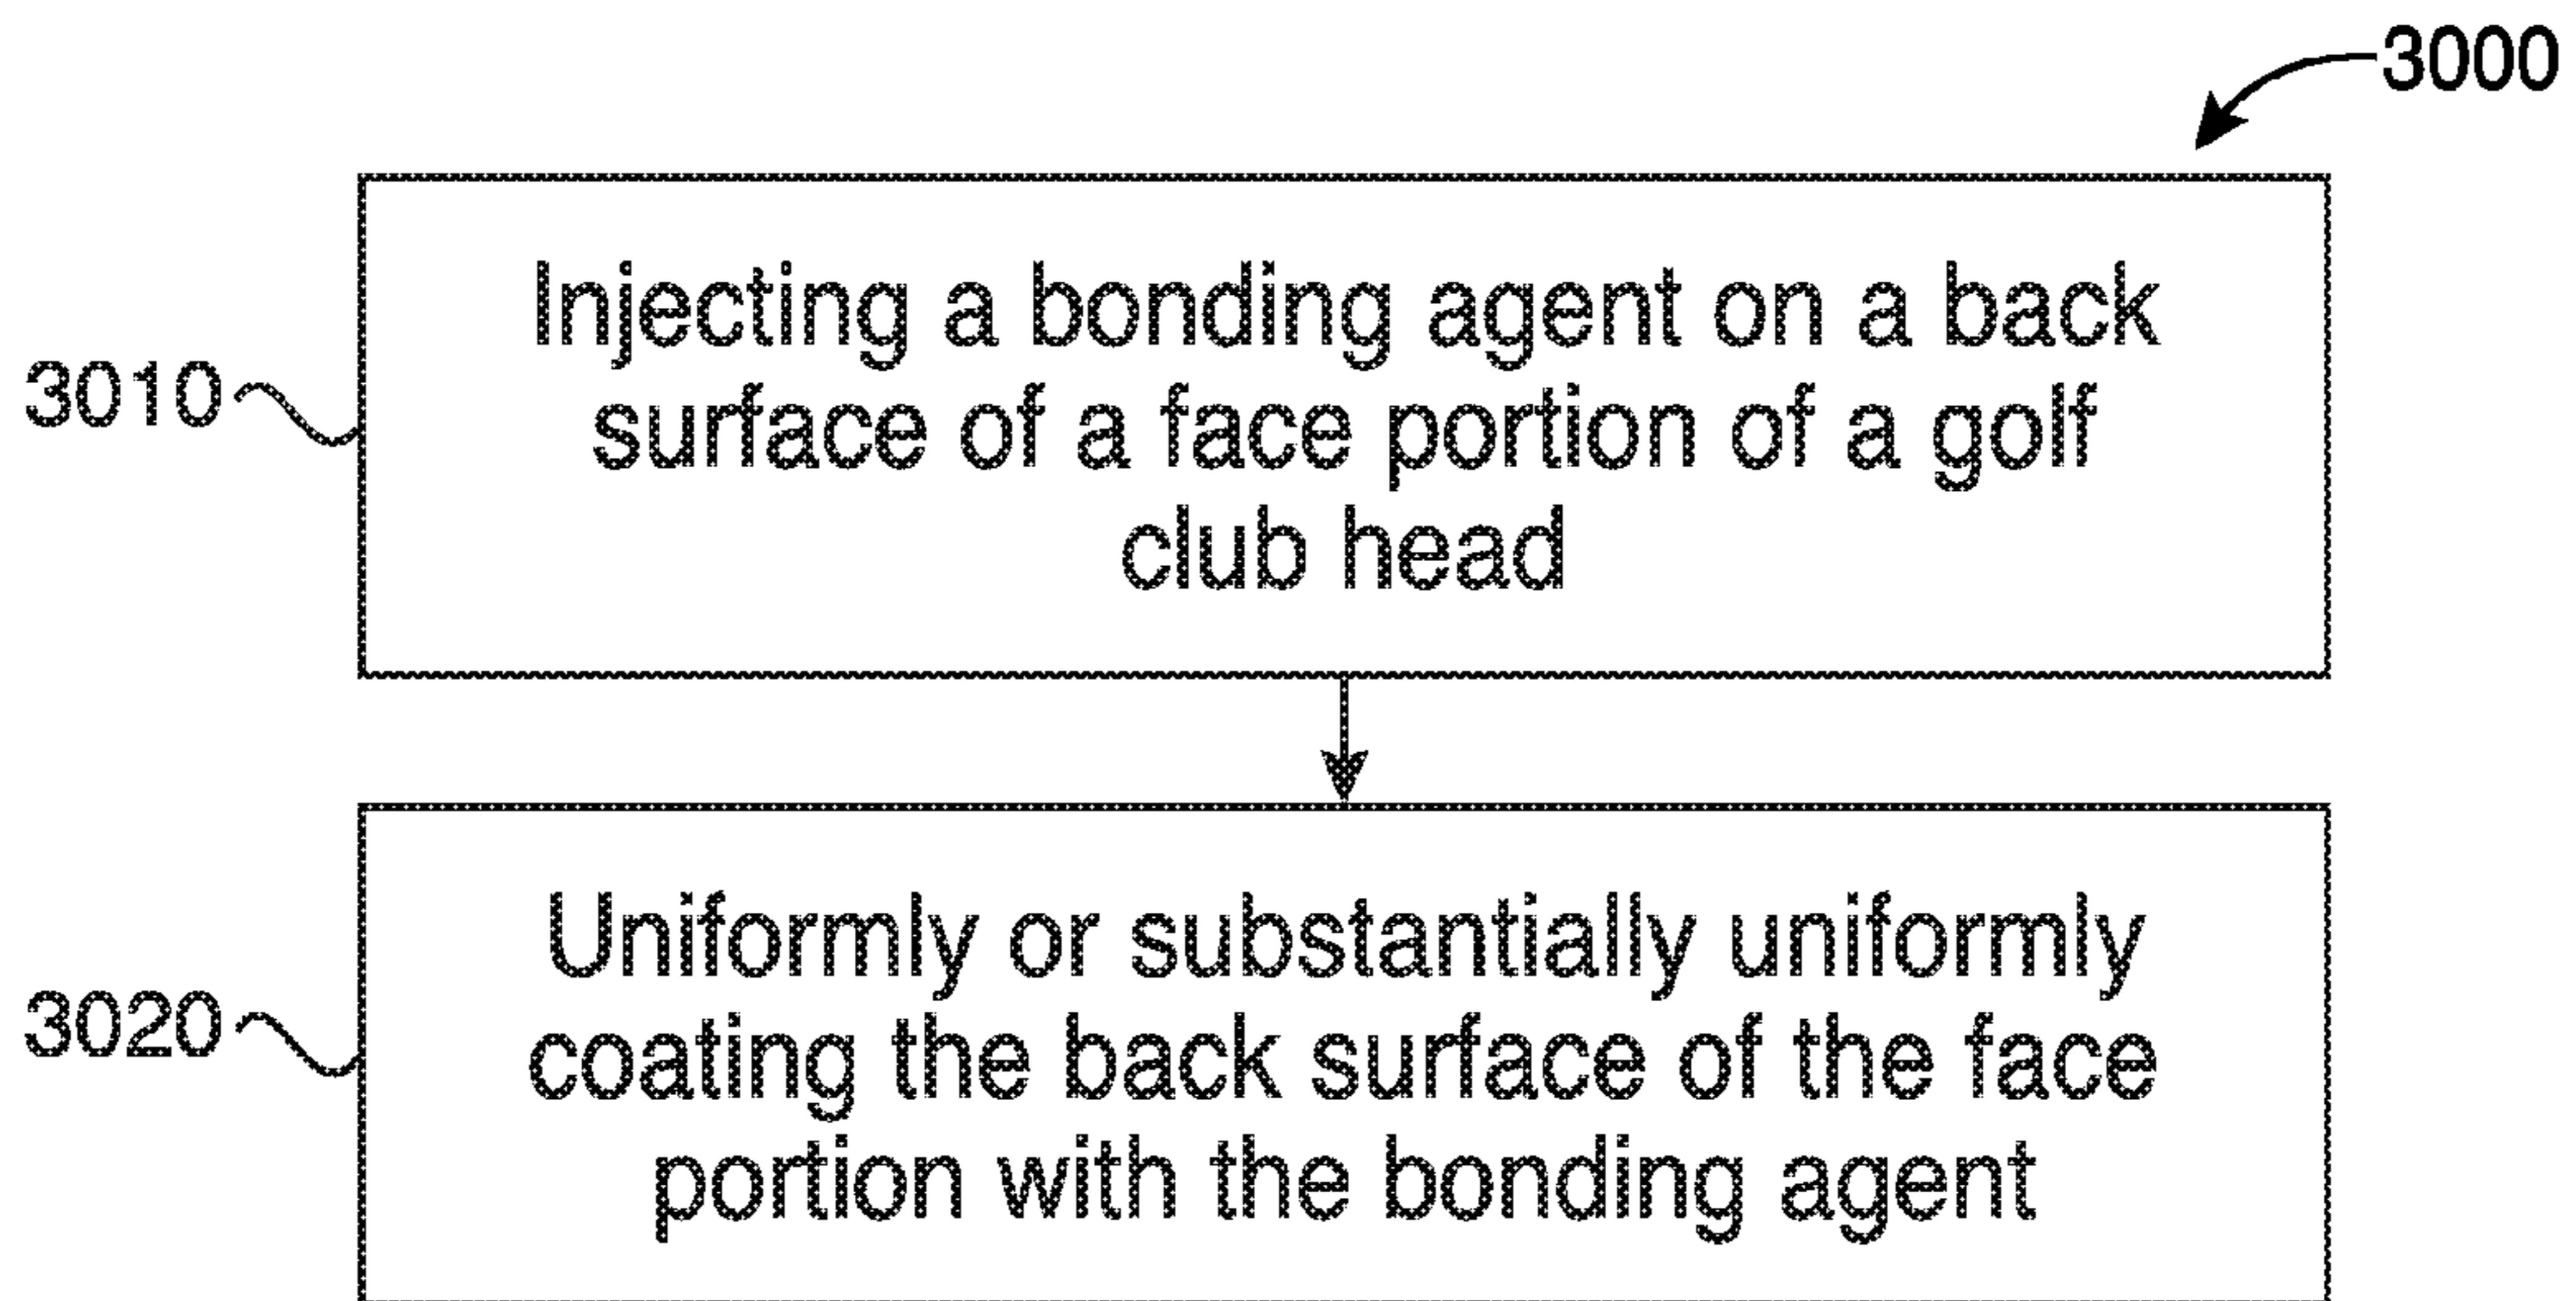 3000
Injecting a bonding agent on a back
3010
surface of a face portion of a golf
club head
Uniformly or substantially uniformly
3020
coating the back surface of the face
portion with the bonding agent